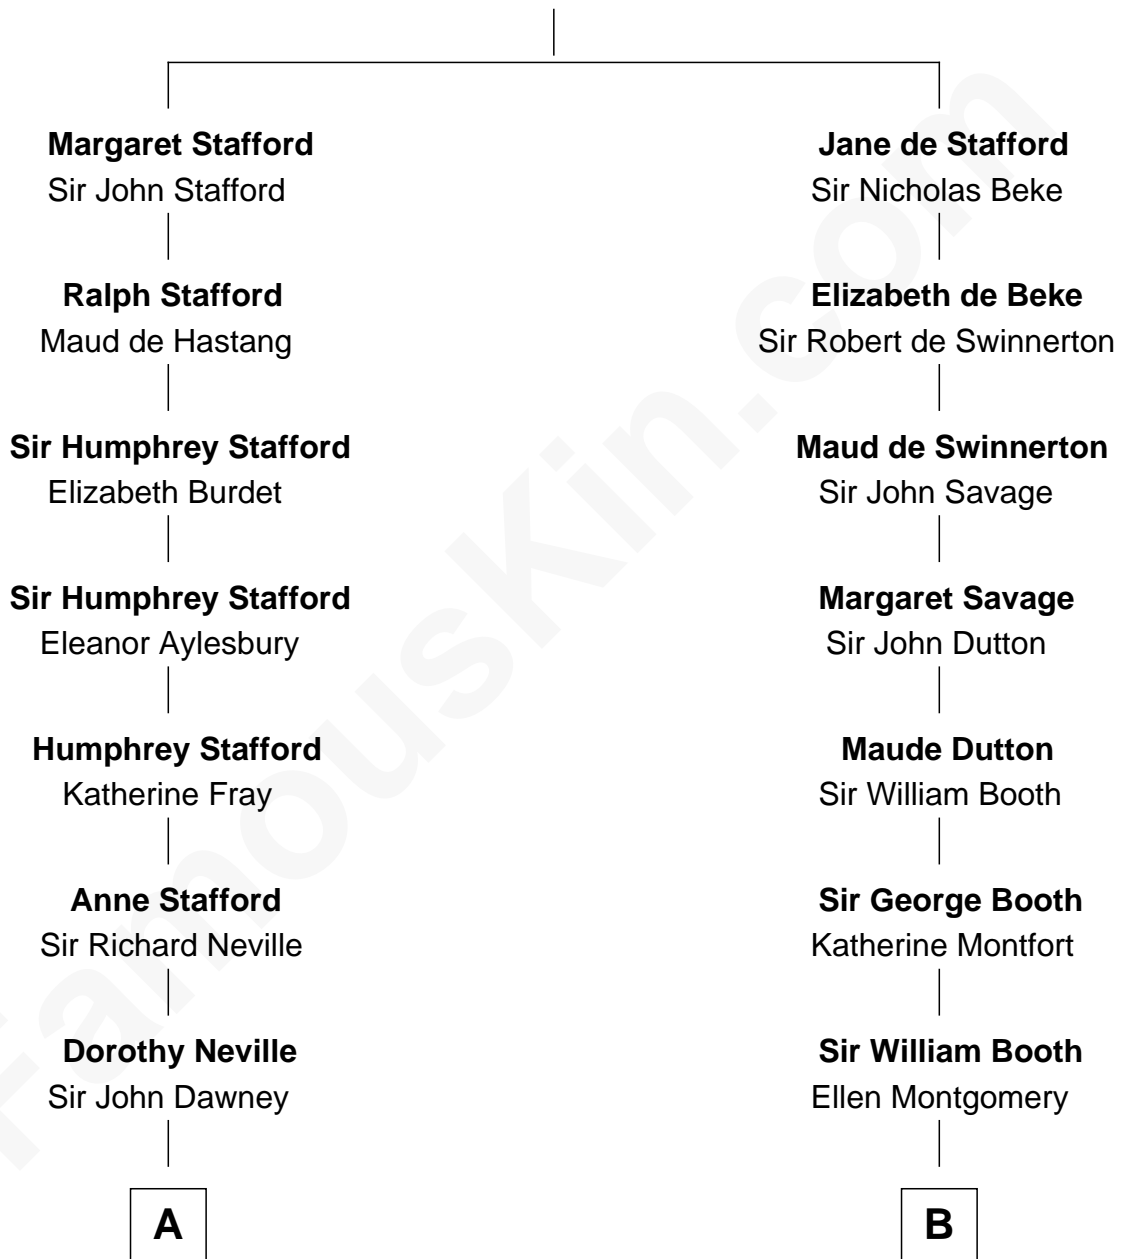 Margaret Stafford
Sir John Stafford
Ralph Stafford
Maud de Hastang
Sir Humphrey Stafford
Elizabeth Burdet
Sir Humphrey Stafford
Eleanor Aylesbury
Humphrey Stafford
Katherine Fray
Anne Stafford
Sir Richard Neville
Dorothy Neville
Sir John Dawney
A
Jane de Stafford
Sir Nicholas Beke
Elizabeth de Beke
Sir Robert de Swinnerton
Maud de Swinnerton
Sir John Savage
Margaret Savage
Sir John Dutton
Maude Dutton
Sir William Booth
Sir George Booth
Katherine Montfort
Sir William Booth
Ellen Montgomery
B
FamousKin.com